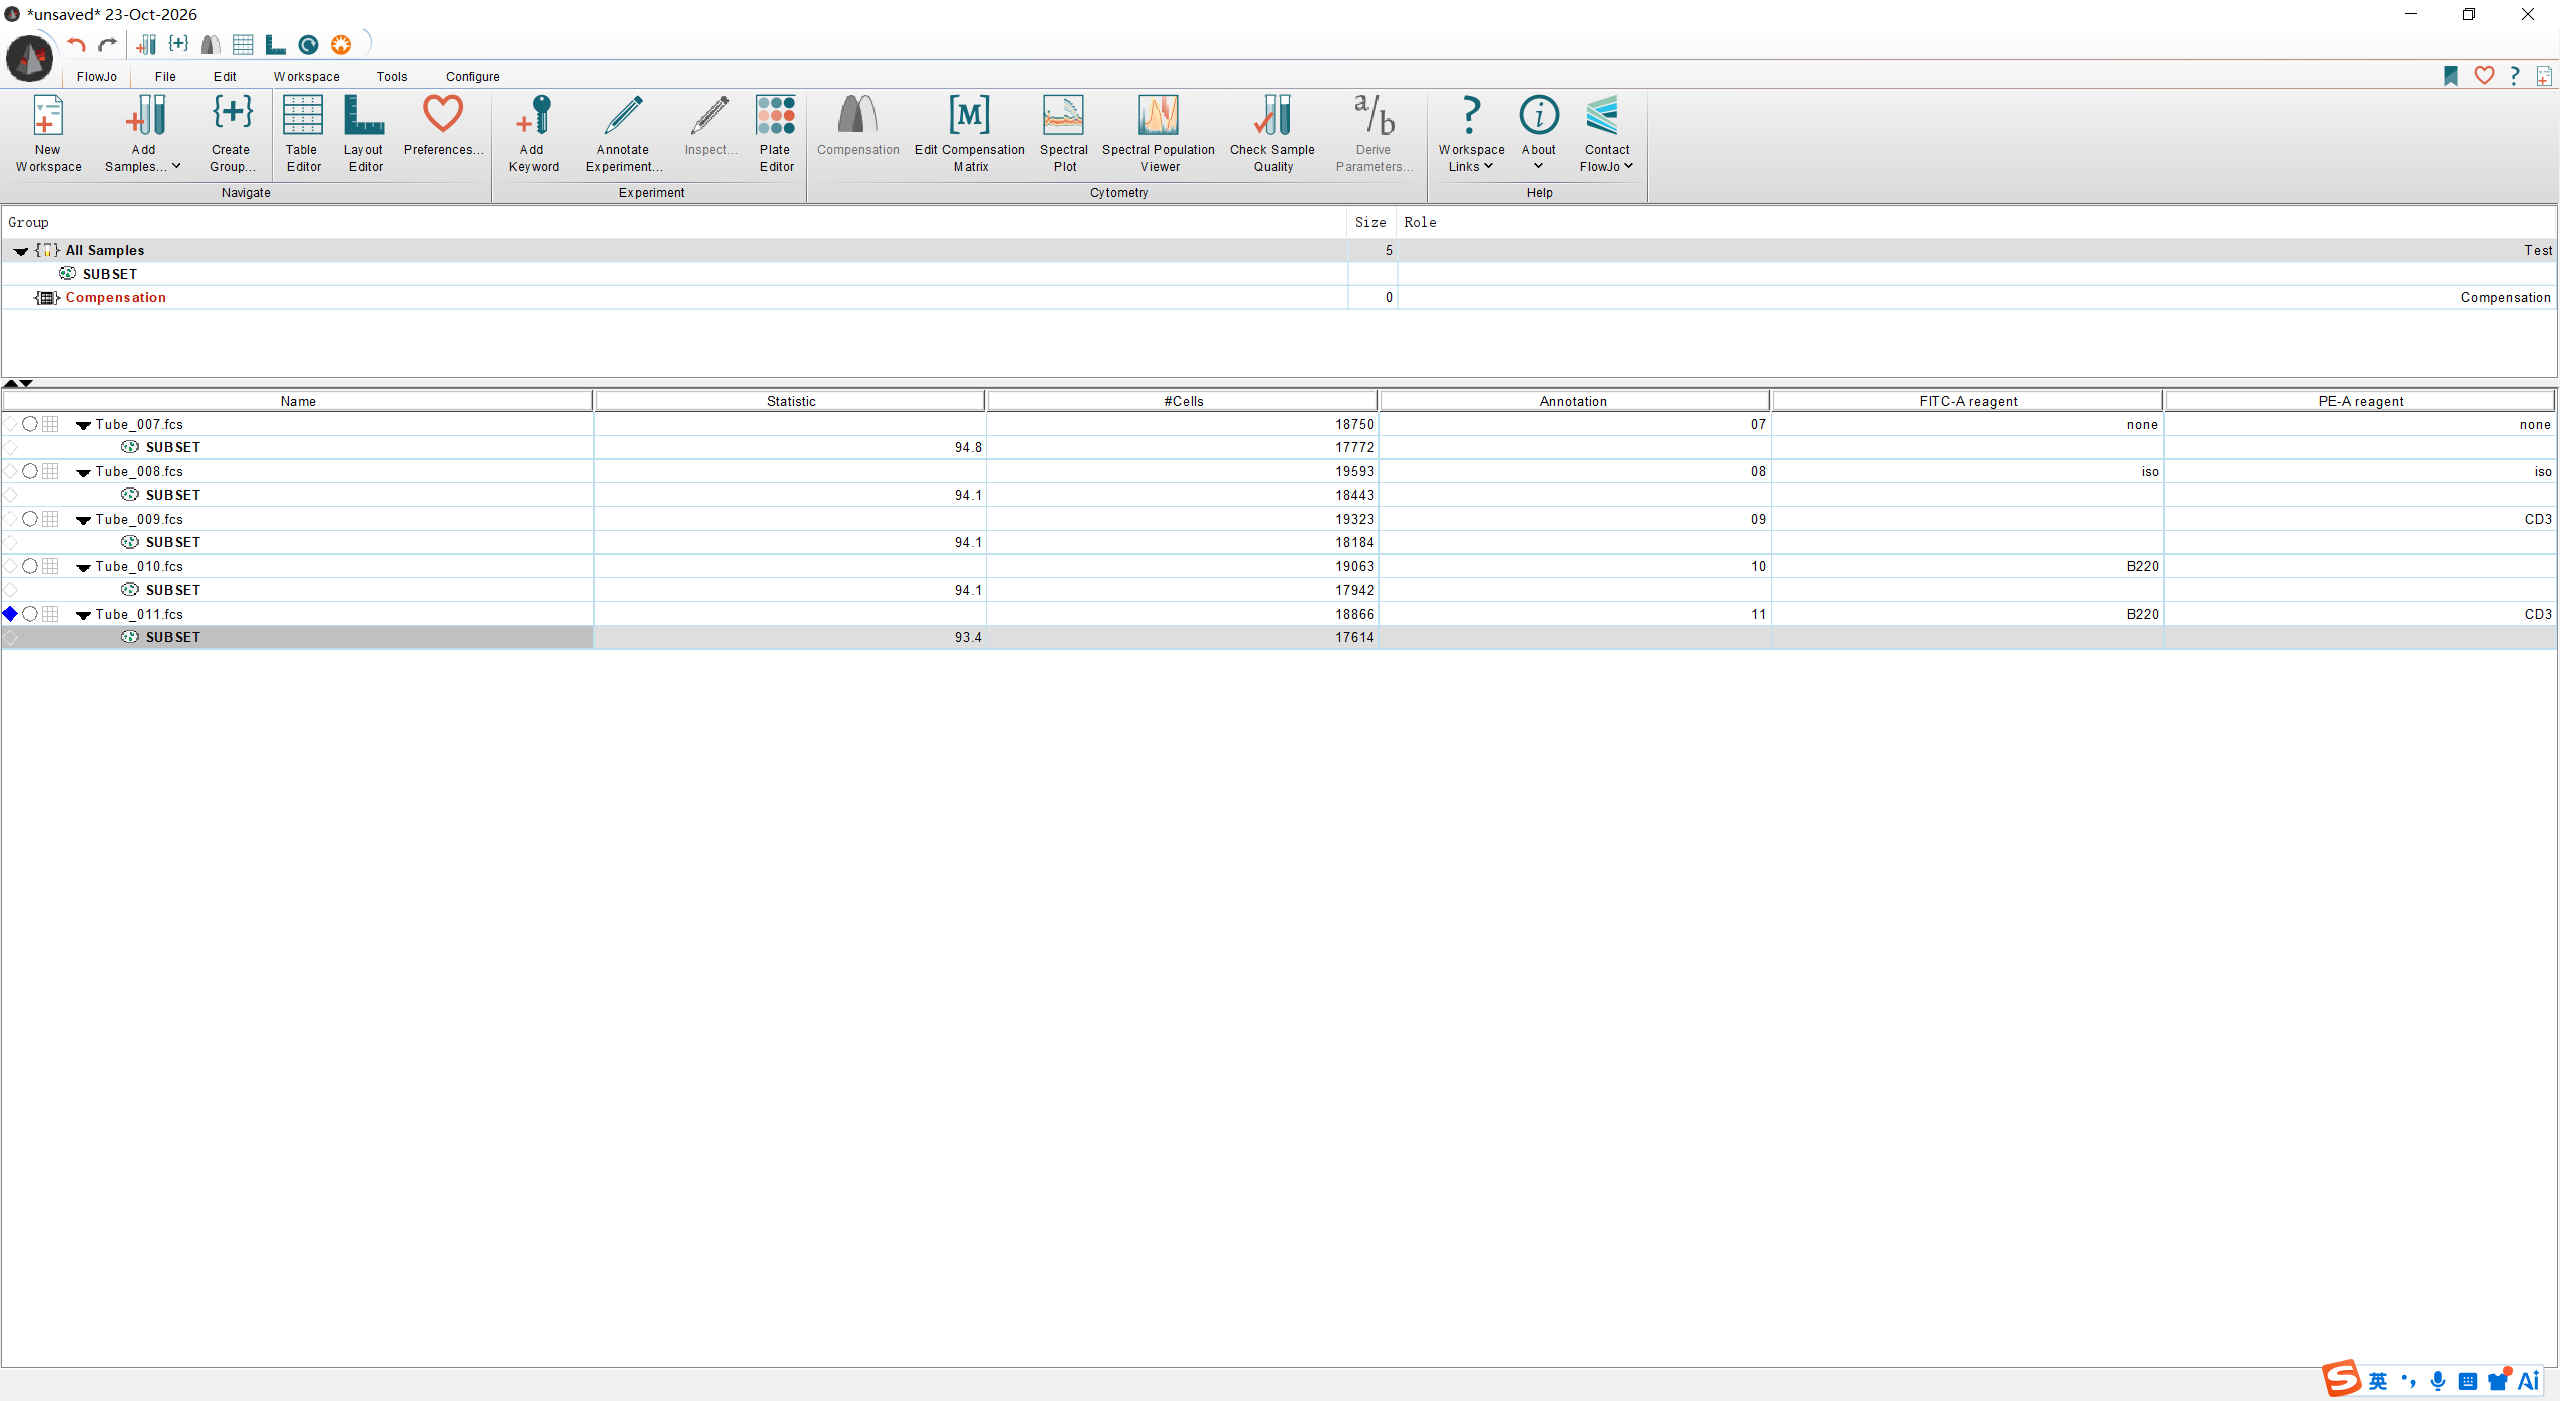 *unsaved* 23-Oct-2026
FlowJo File Edit Workspace Tools Configure
New Workspace
Add Samples...
Create Group...
Table Editor
Layout Editor
Preferences...
Add Keyword
Annotate Experiment...
Inspect...
Plate Editor
Compensation
Edit Compensation Matrix
Spectral Plot
Spectral Population Viewer
Check Sample Quality
a/b
Derive Parameters...
Workspace Links
About
Contact FlowJo
Navigate Experiment Cytometry Help
Group Size Role
All Samples 5 Test
SUBSET
Compensation 0 Compensation
Name Statistic #Cells Annotation FITC-A reagent PE-A reagent
Tube_007.fcs 18750 07 none none
SUBSET 94.8 17772
Tube_008.fcs 19593 08 iso iso
SUBSET 94.1 18443
Tube_009.fcs 19323 09 CD3
SUBSET 94.1 18184
Tube_010.fcs 19063 10 B220
SUBSET 94.1 17942
Tube_011.fcs 18866 11 B220 CD3
SUBSET 93.4 17614
S 英 Ai